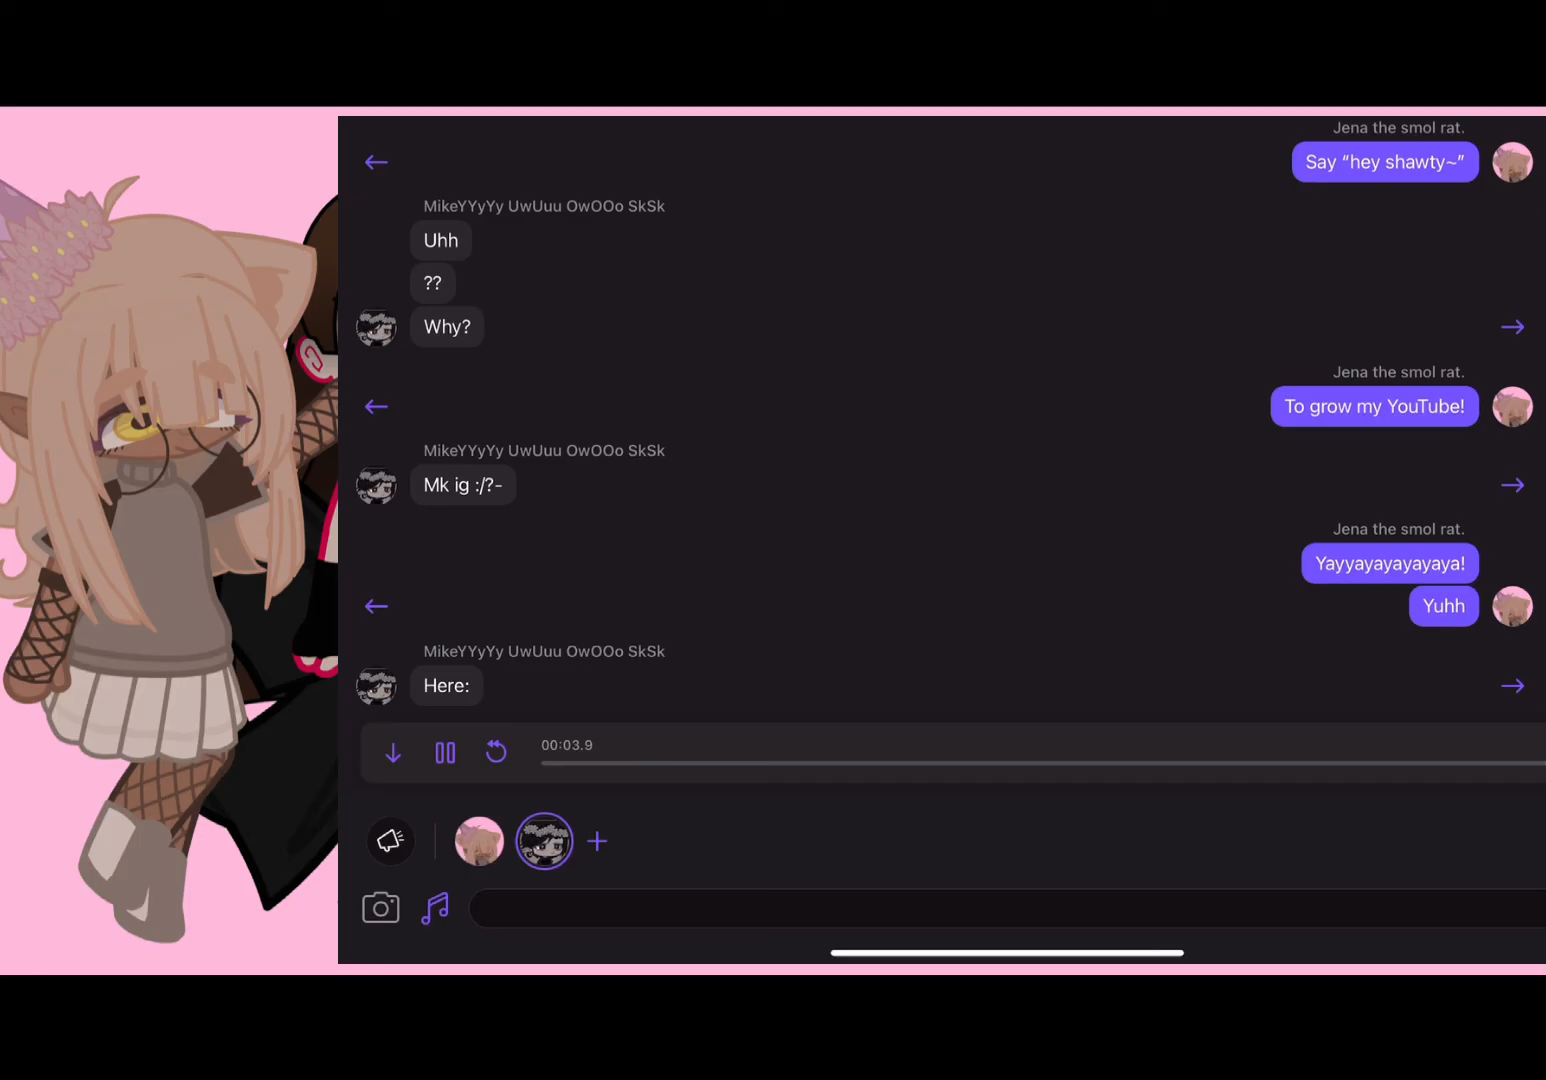 Jena the smol rat.
Say “hey shawty~”
MikeYYyYy UwUuu OwOOo SkSk
Uhh
??
Why?
Jena the smol rat.
To grow my YouTube!
MikeYYyYy UwUuu OwOOo SkSk
Mk ig :/?-
Jena the smol rat.
Yayyayayayayaya!
Yuhh
MikeYYyYy UwUuu OwOOo SkSk
Here:
00:03.9